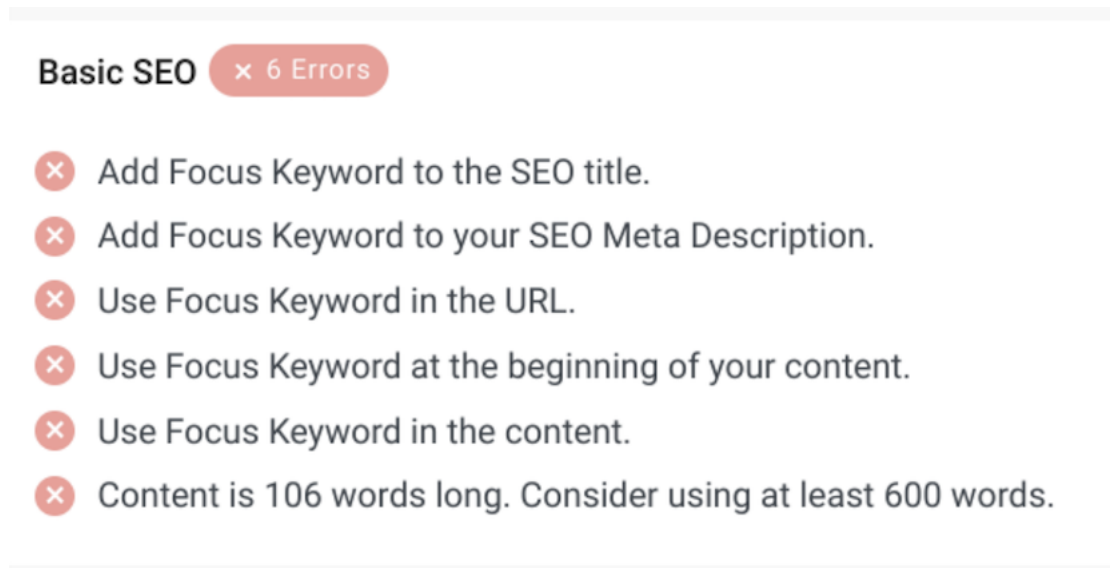 Basic SEO × 6 Errors
Add Focus Keyword to the SEO title.
Add Focus Keyword to your SEO Meta Description.
Use Focus Keyword in the URL.
Use Focus Keyword at the beginning of your content.
Use Focus Keyword in the content.
Content is 106 words long. Consider using at least 600 words.